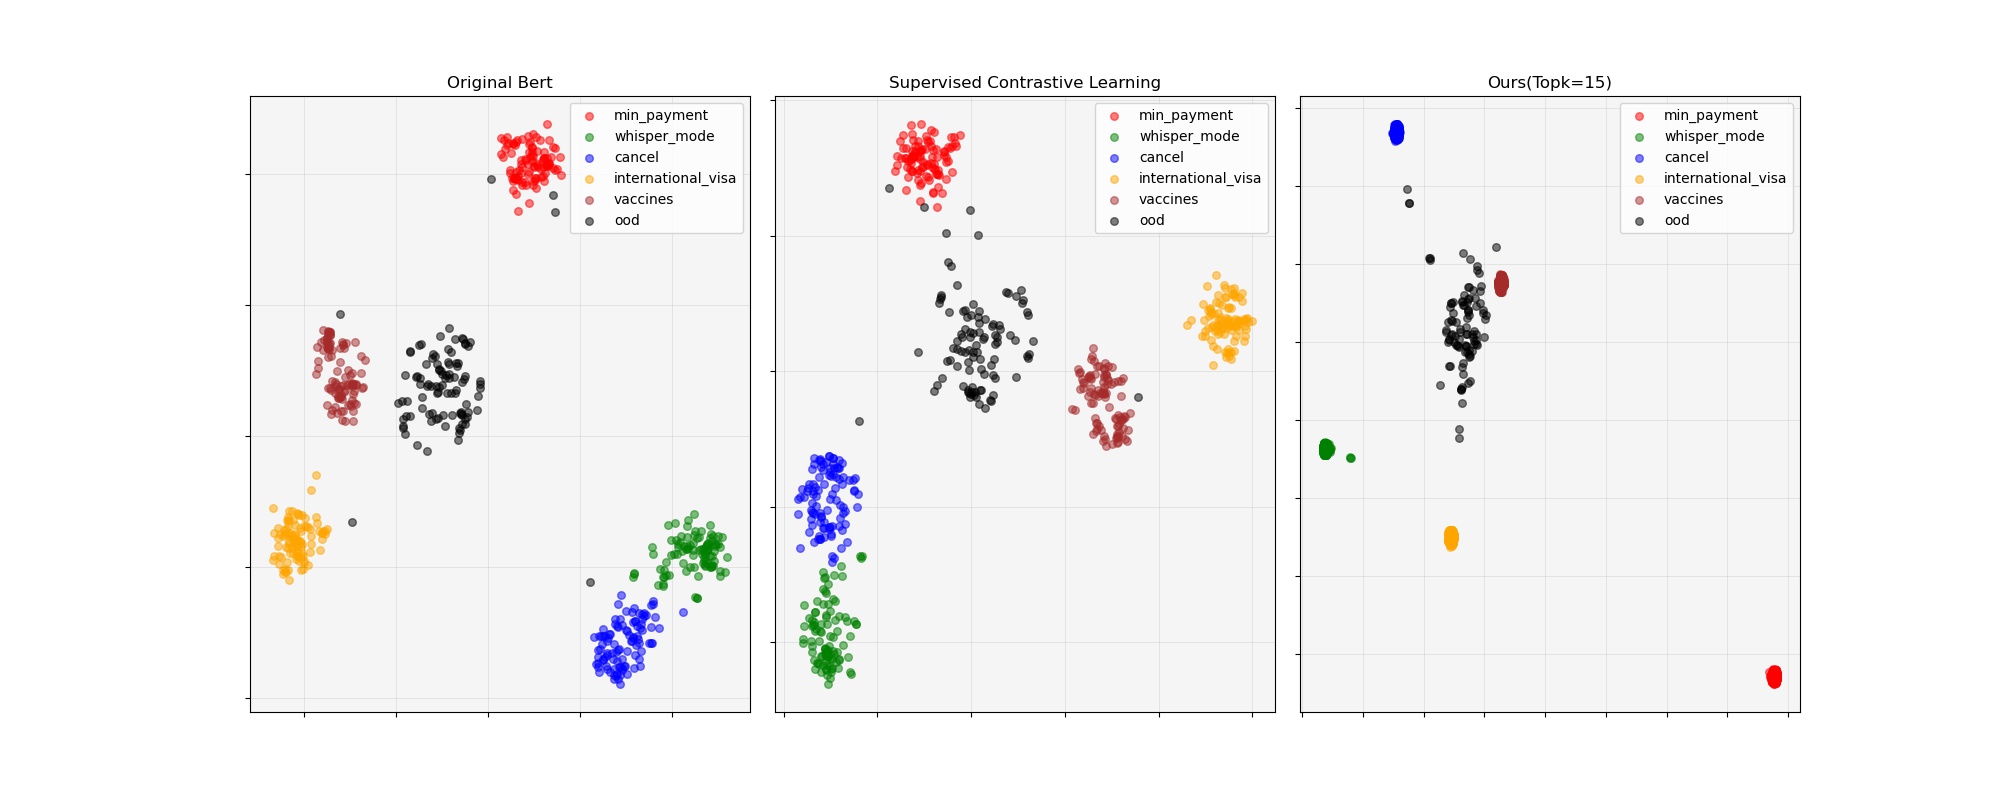 Original Bert
min_payment
whisper_mode
cancel
international_visa
vaccines
ood
Supervised Contrastive Learning
min_payment
whisper_mode
cancel
international_visa
vaccines
ood
Ours(Topk=15)
min_payment
whisper_mode
cancel
international_visa
vaccines
ood